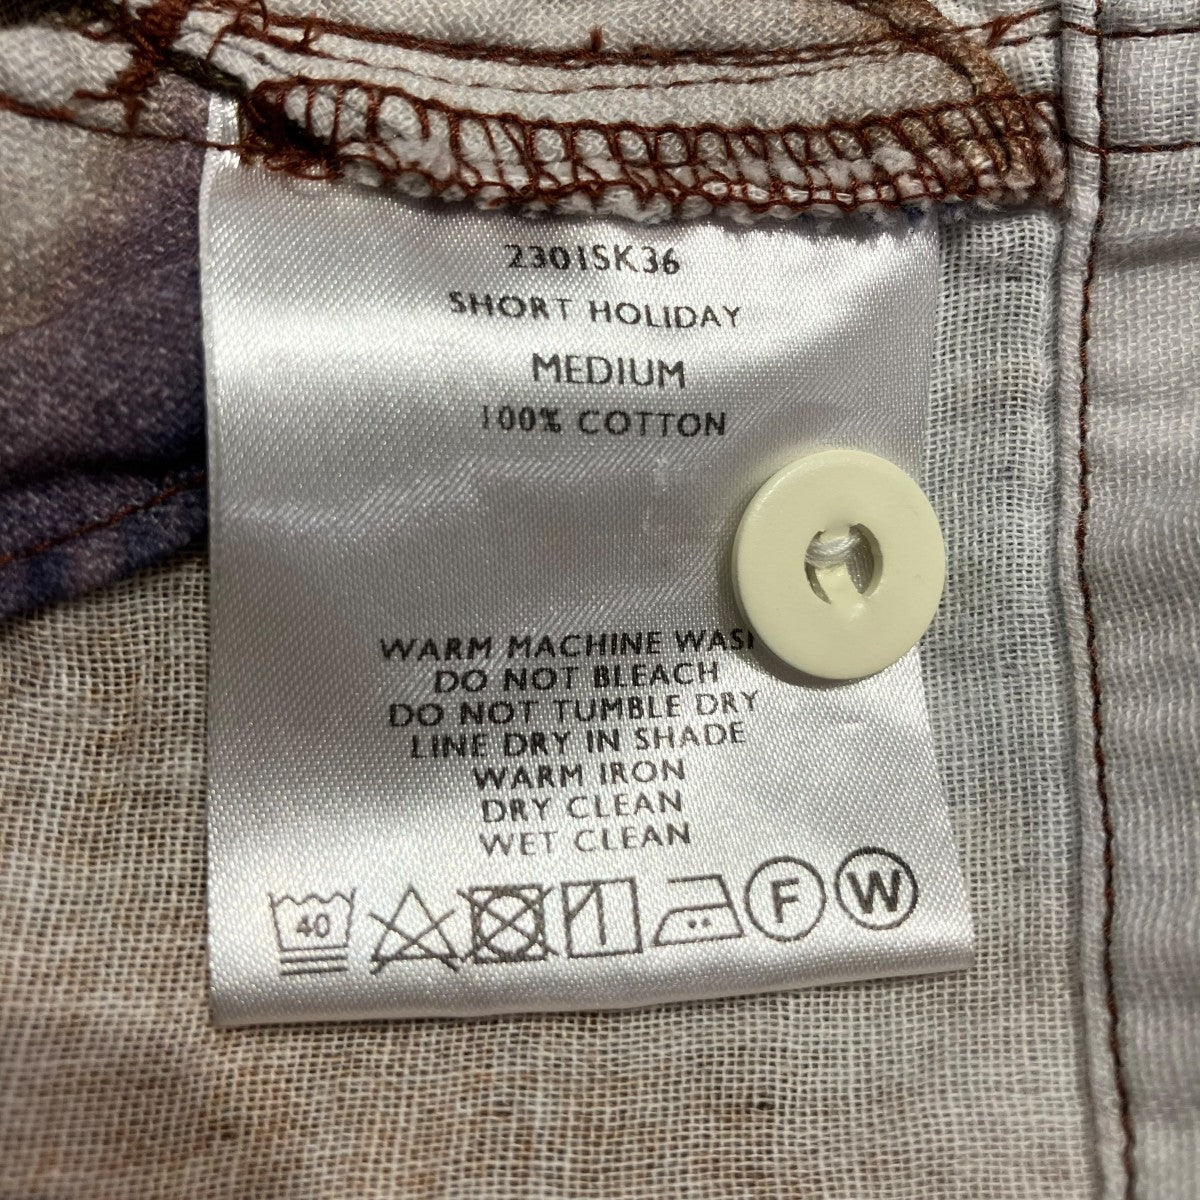 2301SK36
SHORT HOLIDAY
MEDIUM
100% COTTON
WARM MACHINE WAS
DO NOT BLEACH
DO NOT TUMBLE DRY
LINE DRY IN SHADE
WARM IRON
DRY CLEAN
WET CLEAN
40 F W